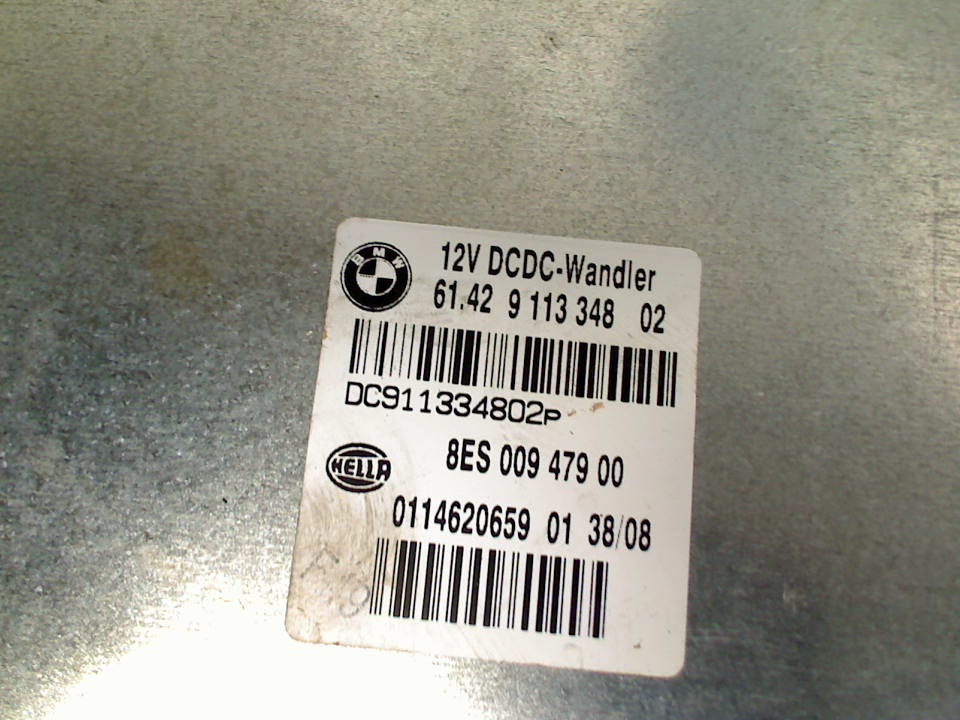 BMW
12V DCDC-Wandler
61.42 9 113 348 02
DC911334802P
HELLA
8ES 009 479 00
0114620659 01 38/08